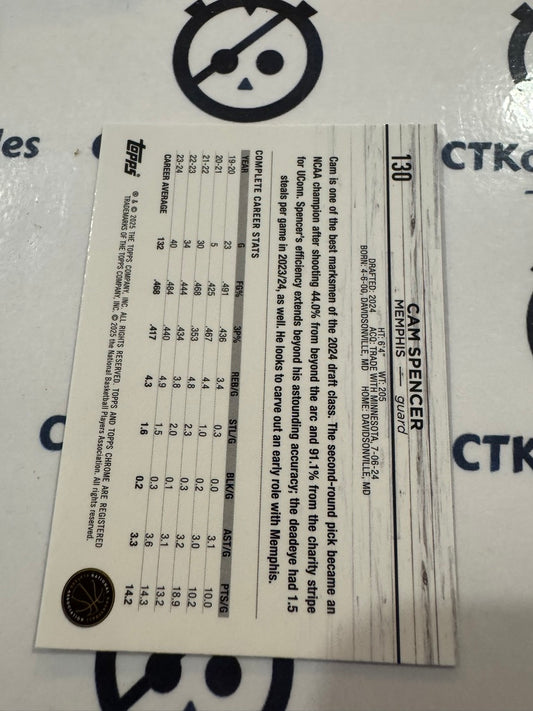 130
CAM SPENCER
MEMPHIS — guard
HT: 6'4" WT: 205
DRAFTED: 2024 ACQ: TRADE WITH MINNESOTA, 7-06-24
BORN: 4-6-00, DAVIDSONVILLE, MD HOME: DAVIDSONVILLE, MD
Cam is one of the best marksmen of the 2024 draft class. The second-round pick became an
NCAA champion after shooting 44.0% from beyond the arc and 91.1% from the charity stripe
for UConn. Spencer's efficiency extends beyond his astounding accuracy; the deadeye had 1.5
steals per game in 2023/24, as well. He looks to carve out an early role with Memphis.
COMPLETE CAREER STATS
YEAR G FG% 3P% REB/G ST/G BLK/G AST/G PTS/G
19-20 23 .491 .436 3.4 0.3 0.0 3.1 10.0
20-21 5 .425 .467 4.4 1.0 0.2 3.0 10.2
21-22 30 .468 .353 4.8 2.3 0.3 3.2 18.9
22-23 34 .444 .434 3.8 2.0 0.1 3.1 13.2
23-24 40 .484 .440 4.9 1.5 0.3 3.6 14.3
CAREER AVERAGE 132 .468 .417 4.3 1.6 0.2 3.3 14.2
topps
® & © 2025 THE TOPPS COMPANY, INC. ALL RIGHTS RESERVED. TOPPS AND TOPPS CHROME ARE REGISTERED
TRADEMARKS OF THE TOPPS COMPANY, INC. © 2025 the National Basketball Players Association. All rights reserved.
CTK
CTK
les
C